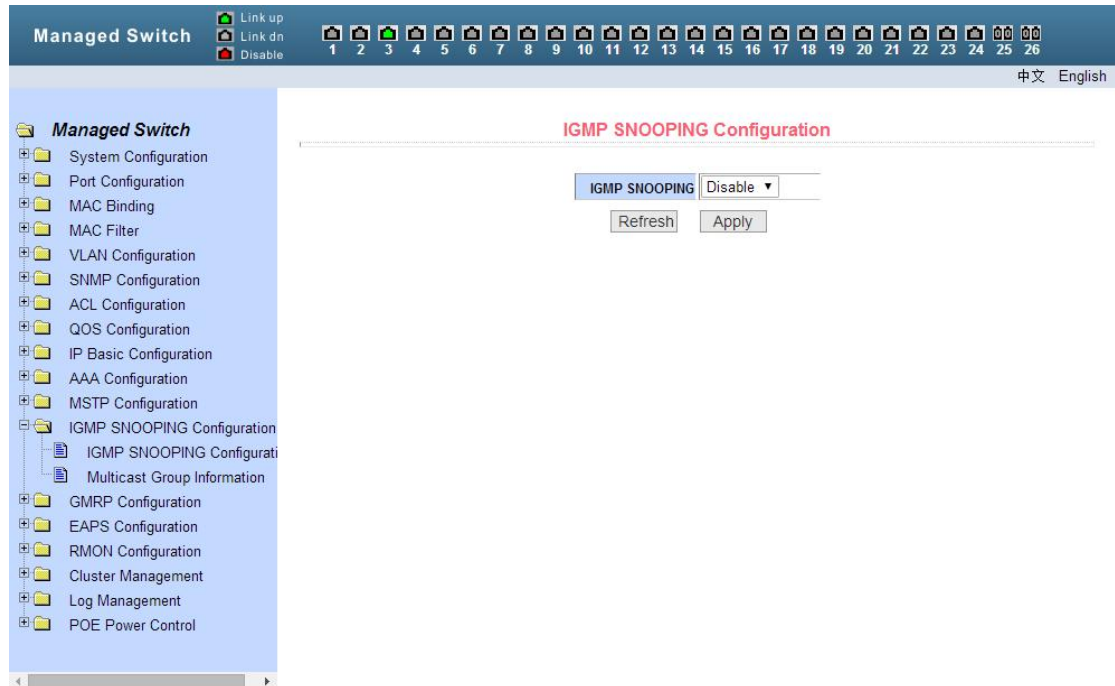 Managed Switch
Link up
Link dn
Disable
1 2 3 4 5 6 7 8 9 10 11 12 13 14 15 16 17 18 19 20 21 22 23 24 25 26
中文 English
Managed Switch
System Configuration
Port Configuration
MAC Binding
MAC Filter
VLAN Configuration
SNMP Configuration
ACL Configuration
QOS Configuration
IP Basic Configuration
AAA Configuration
MSTP Configuration
IGMP SNOOPING Configuration
IGMP SNOOPING Configurati
Multicast Group Information
GMRP Configuration
EAPS Configuration
RMON Configuration
Cluster Management
Log Management
POE Power Control
IGMP SNOOPING Configuration
IGMP SNOOPING Disable
Refresh Apply